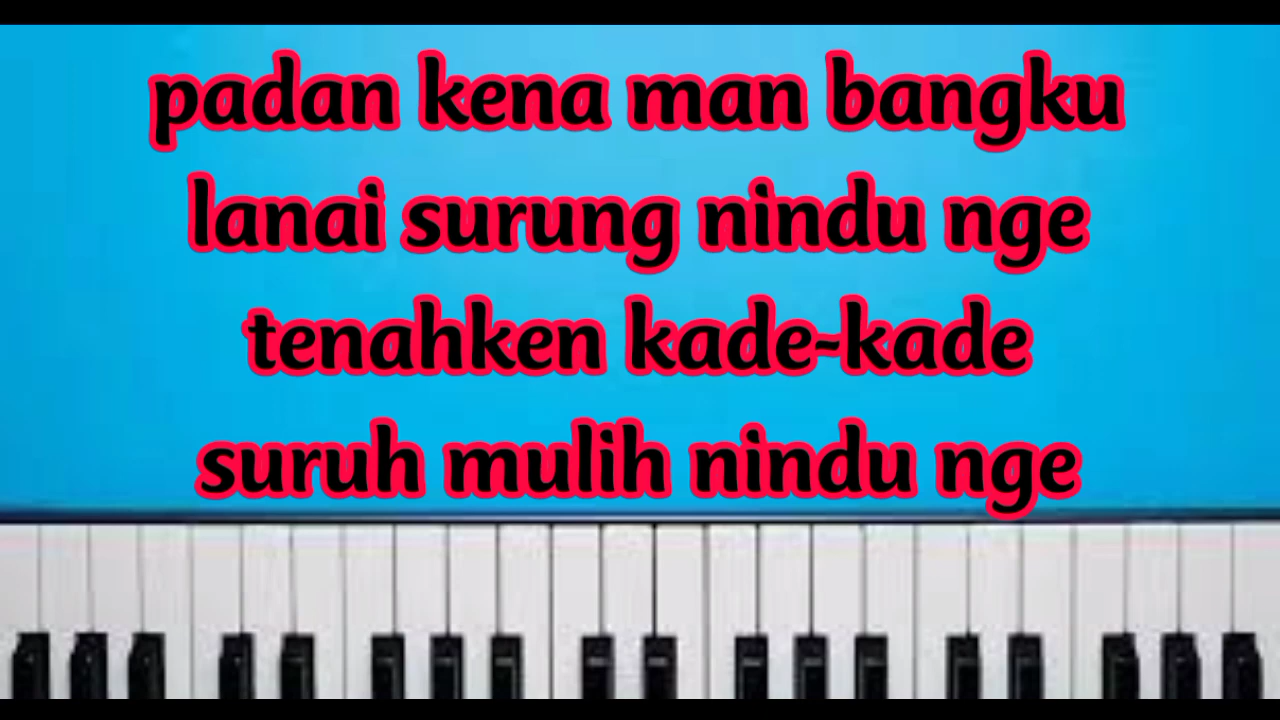 padan kena man bangku
lanai surung nindu nge
tenahken kade-kade
suruh mulih nindu nge